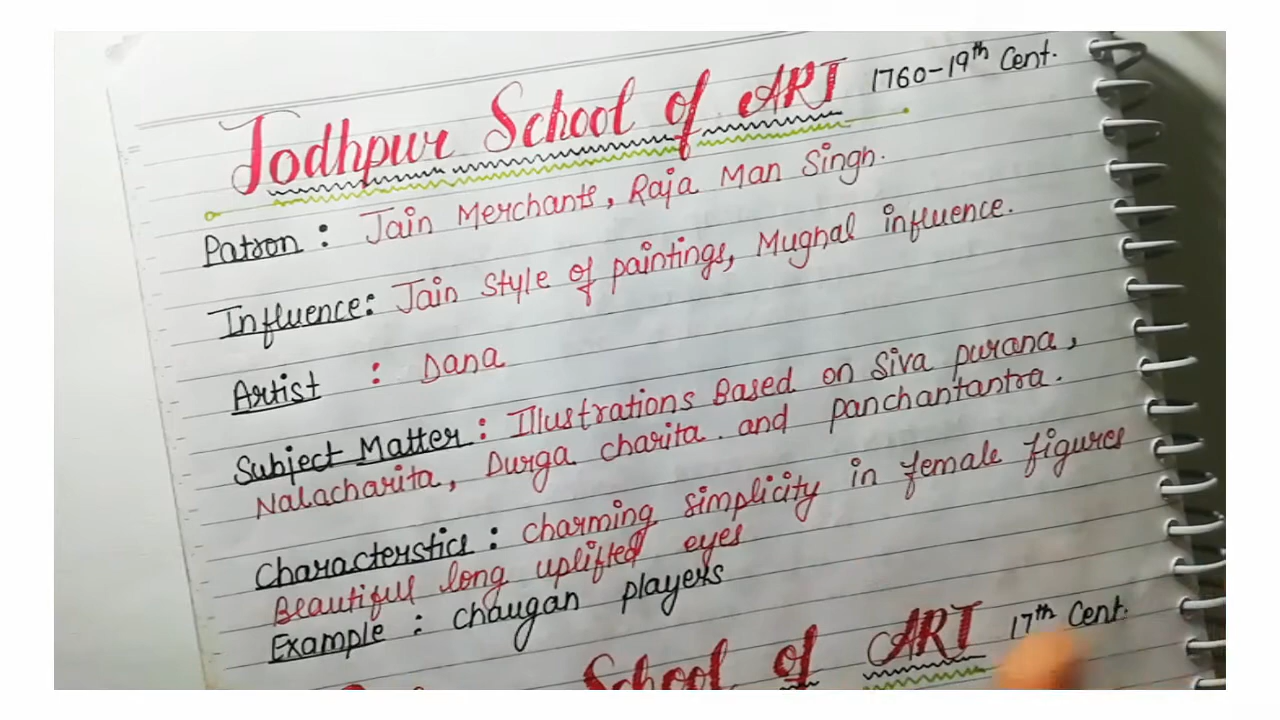 Jodhpur School of ART 1760-19th Cent.
Patron : Jain Merchants, Raja Man Singh.
Influence: Jain Style of paintings, Mughal influence.
Artist : Dana
Subject Matter : Illustrations Based on Siva purana,
Nalacharita, Durga charita. and panchantantra.
Characterstics : charming simplicity in female figures
Beautiful long uplifted eyes
Example : chaugan players
School of ART 17th Cent.